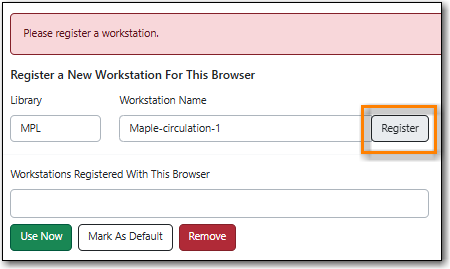 Please register a workstation.
Register a New Workstation For This Browser
Library Workstation Name
MPL Maple-circulation-1 Register
Workstations Registered With This Browser
Use Now Mark As Default Remove